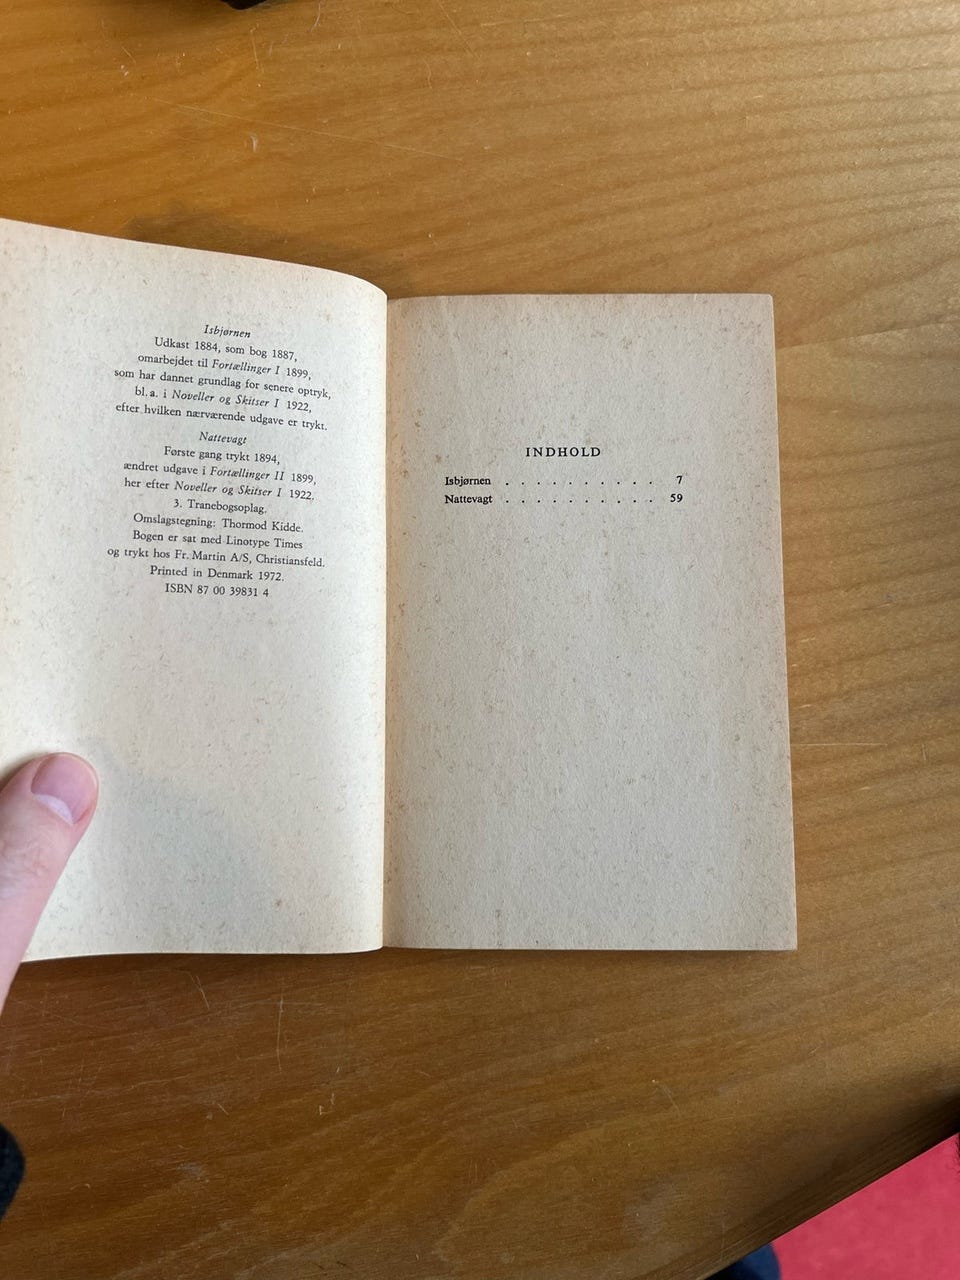 Isbjørnen
Udkast 1884, som bog 1887,
omarbejdet til Fortællinger I 1899,
som har dannet grundlag for senere optryk,
bl. a. i Noveller og Skitser I 1922,
efter hvilken nærværende udgave er trykt.
Nattevagt
Første gang trykt 1894,
ændret udgave i Fortællinger II 1899,
her efter Noveller og Skitser I 1922.
3. Tranebogsoplag.
Omslagstegning: Thormod Kidde.
Bogen er sat med Linotype Times
og trykt hos Fr. Martin A/S, Christiansfeld.
Printed in Denmark 1972.
ISBN 87 00 39831 4
INDHOLD
Isbjørnen . . . . . . . . . . 7
Nattevagt . . . . . . . . . . 59